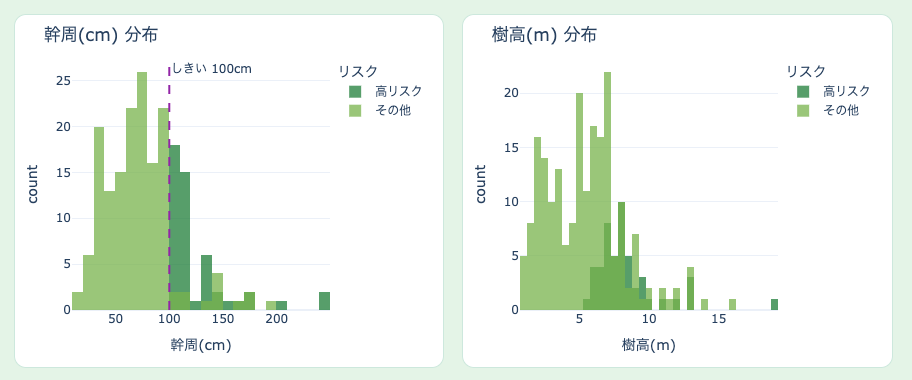 幹周(cm) 分布
しきい 100cm
リスク
高リスク
その他
count
25
20
15
10
5
0
50
100
150
200
幹周(cm)
樹高(m) 分布
リスク
高リスク
その他
count
20
15
10
5
0
5
10
15
樹高(m)